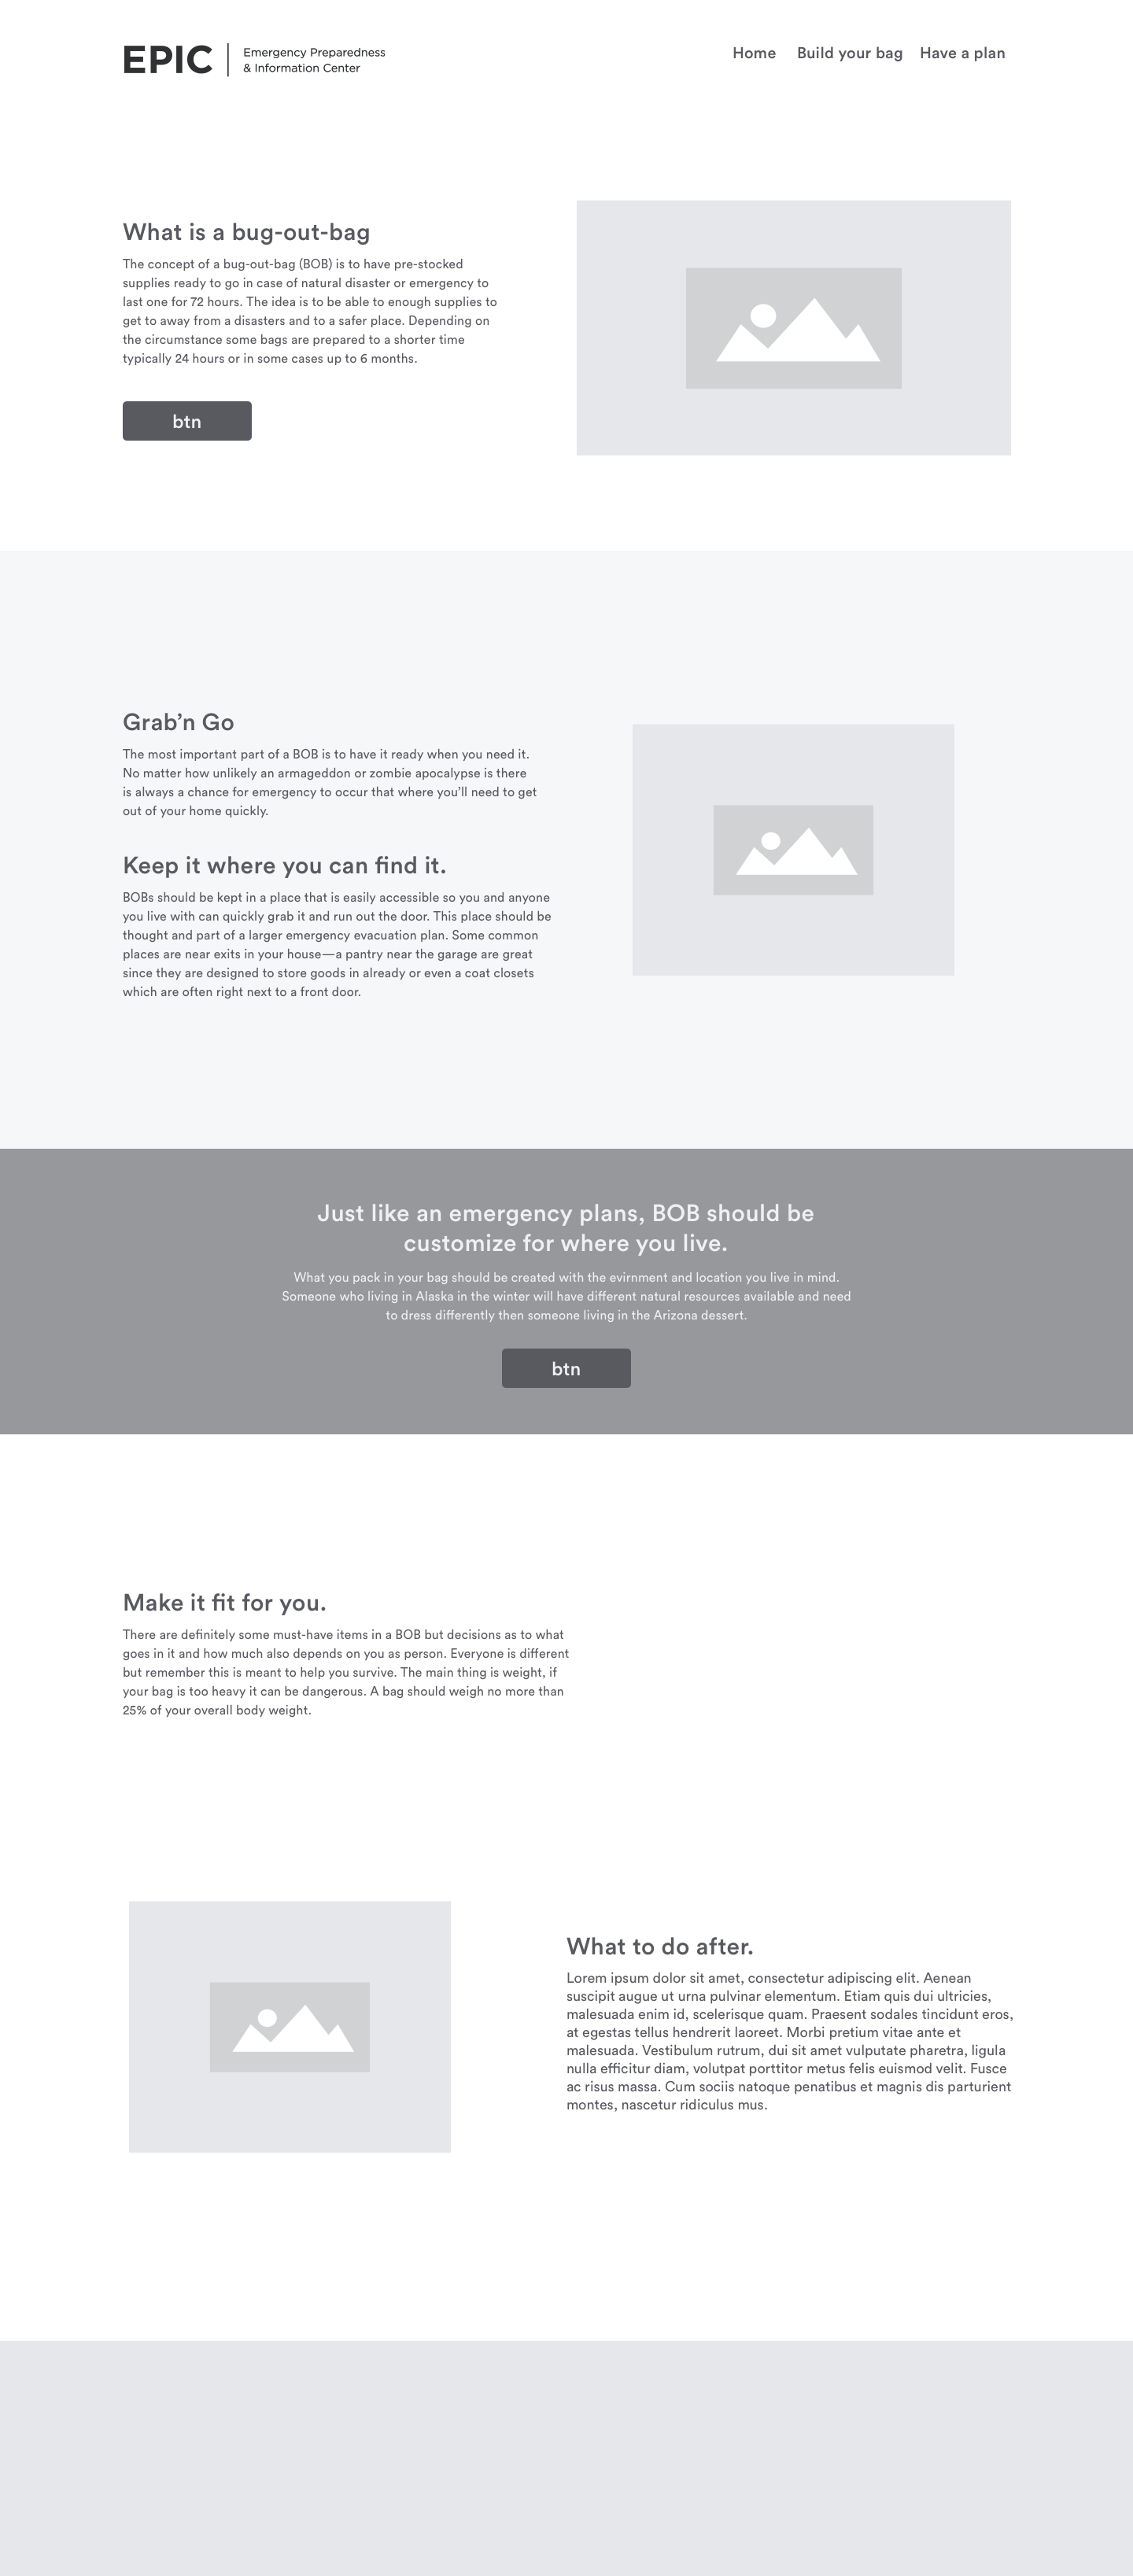 EPIC
Emergency Preparedness
& Information Center
Home Build your bag Have a plan
What is a bug-out-bag
The concept of a bug-out-bag (BOB) is to have pre-stocked
supplies ready to go in case of natural disaster or emergency to
last one for 72 hours. The idea is to be able to enough supplies to
get to away from a disasters and to a safer place. Depending on
the circumstance some bags are prepared to a shorter time
typically 24 hours or in some cases up to 6 months.
btn
Grab’n Go
The most important part of a BOB is to have it ready when you need it.
No matter how unlikely an armageddon or zombie apocalypse is there
is always a chance for emergency to occur that where you’ll need to get
out of your home quickly.
Keep it where you can find it.
BOBs should be kept in a place that is easily accessible so you and anyone
you live with can quickly grab it and run out the door. This place should be
thought and part of a larger emergency evacuation plan. Some common
places are near exits in your house—a pantry near the garage are great
since they are designed to store goods in already or even a coat closets
which are often right next to a front door.
Just like an emergency plans, BOB should be
customize for where you live.
What you pack in your bag should be created with the evirnment and location you live in mind.
Someone who living in Alaska in the winter will have different natural resources available and need
to dress differently then someone living in the Arizona dessert.
btn
Make it fit for you.
There are definitely some must-have items in a BOB but decisions as to what
goes in it and how much also depends on you as person. Everyone is different
but remember this is meant to help you survive. The main thing is weight, if
your bag is too heavy it can be dangerous. A bag should weigh no more than
25% of your overall body weight.
What to do after.
Lorem ipsum dolor sit amet, consectetur adipiscing elit. Aenean
suscipit augue ut urna pulvinar elementum. Etiam quis dui ultricies,
malesuada enim id, scelerisque quam. Praesent sodales tincidunt eros,
at egestas tellus hendrerit laoreet. Morbi pretium vitae ante et
malesuada. Vestibulum rutrum, dui sit amet vulputate pharetra, ligula
nulla efficitur diam, volutpat porttitor metus felis euismod velit. Fusce
ac risus massa. Cum sociis natoque penatibus et magnis dis parturient
montes, nascetur ridiculus mus.